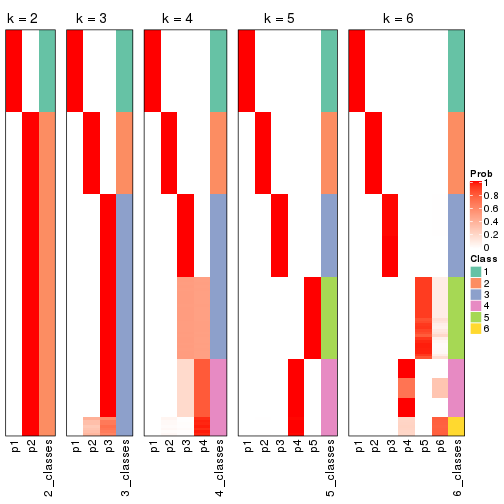 k = 2
k = 3
k = 4
k = 5
k = 6
Prob
1
0.8
0.6
0.4
0.2
0
Class
1
2
3
4
5
6
p1
p2
2_classes
p1
p2
p3
3_classes
p1
p2
p3
p4
4_classes
p1
p2
p3
p4
p5
5_classes
p1
p2
p3
p4
p5
p6
6_classes